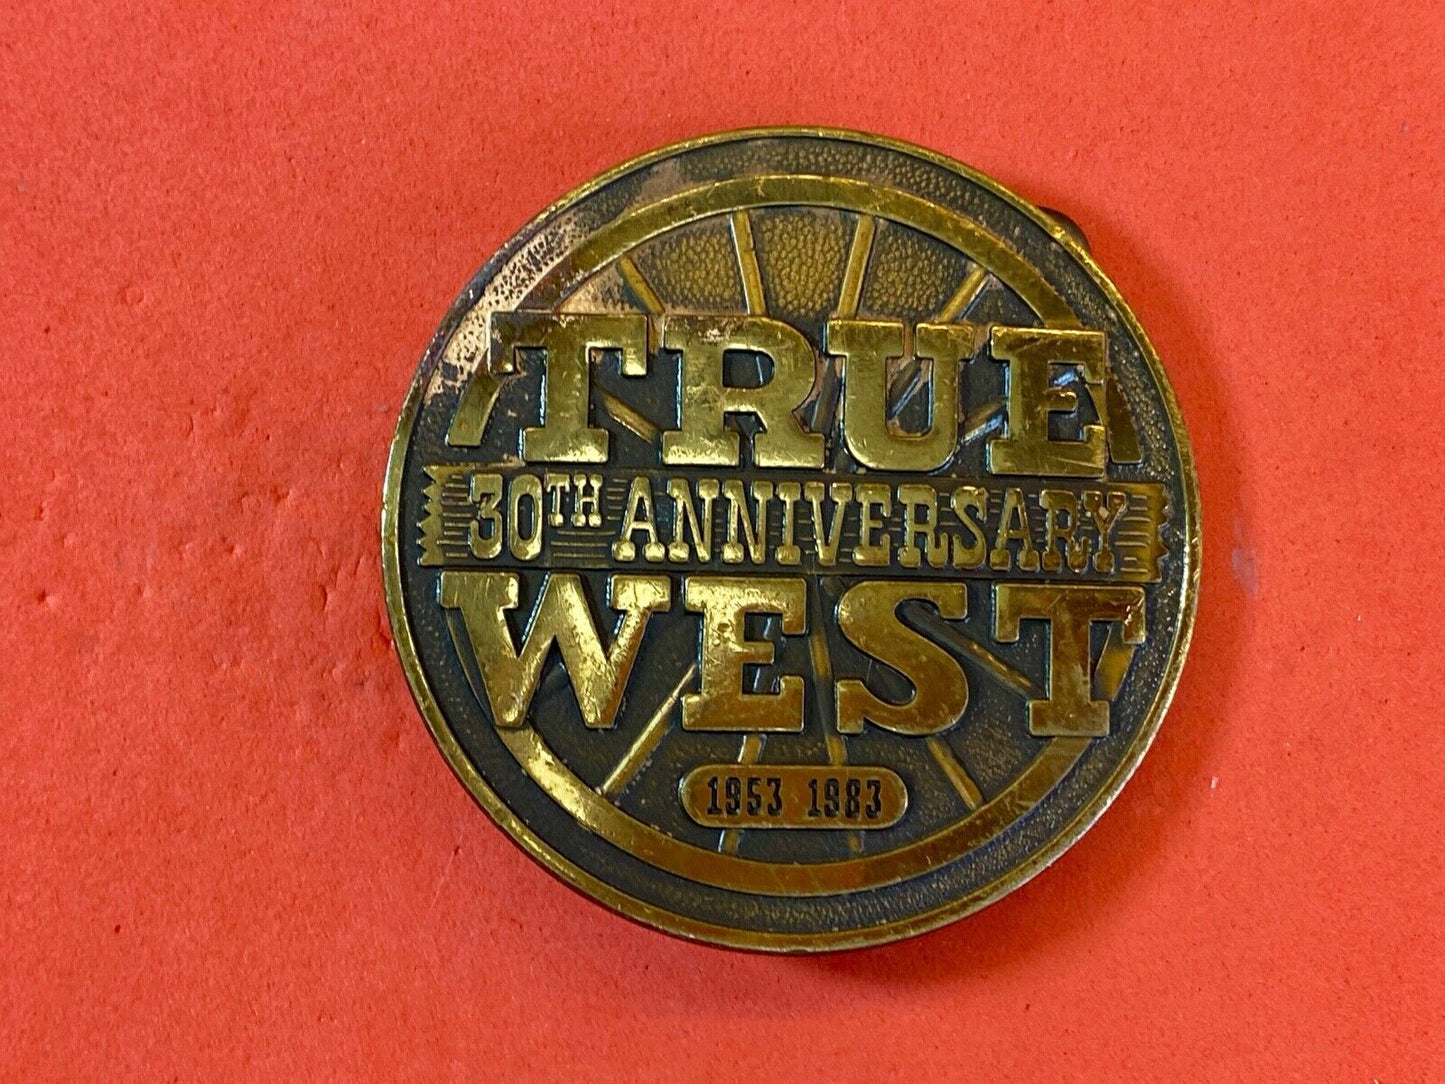 TRUE
30TH ANNIVERSARY
WEST
1953 1983